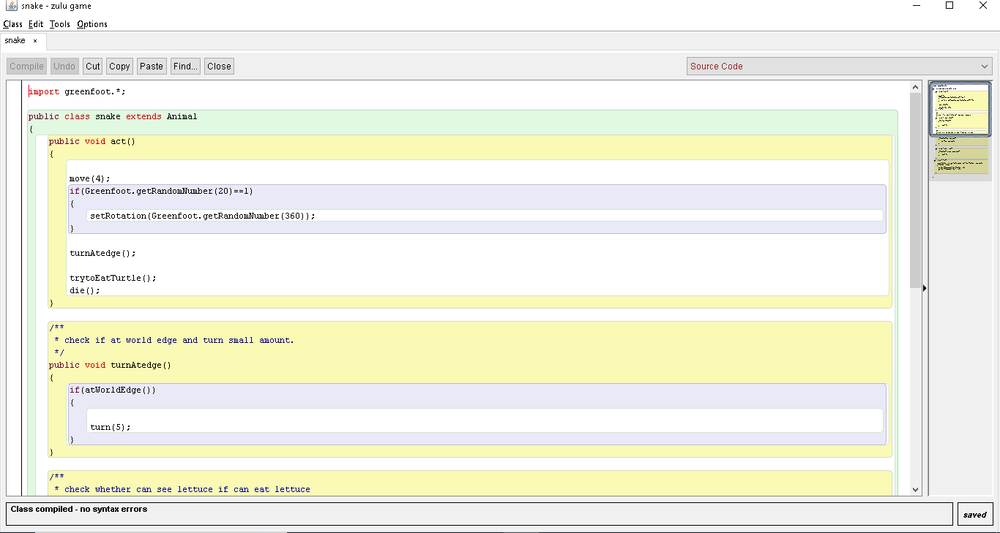 snake - zulu game
Class Edit Tools Options
snake ×
Compile Undo Cut Copy Paste Find... Close Source Code
import greenfoot.*;
public class snake extends Animal
{
public void act()
{
move(4);
if(Greenfoot.getRandomNumber(20)==1)
{
setRotation(Greenfoot.getRandomNumber(360));
}
turnAtedge();
trytoEatTurtle();
die();
}
/**
* check if at world edge and turn small amount.
*/
public void turnAtedge()
{
if(atWorldEdge())
{
turn(5);
}
}
/**
* check whether can see lettuce if can eat lettuce
Class compiled - no syntax errors
saved